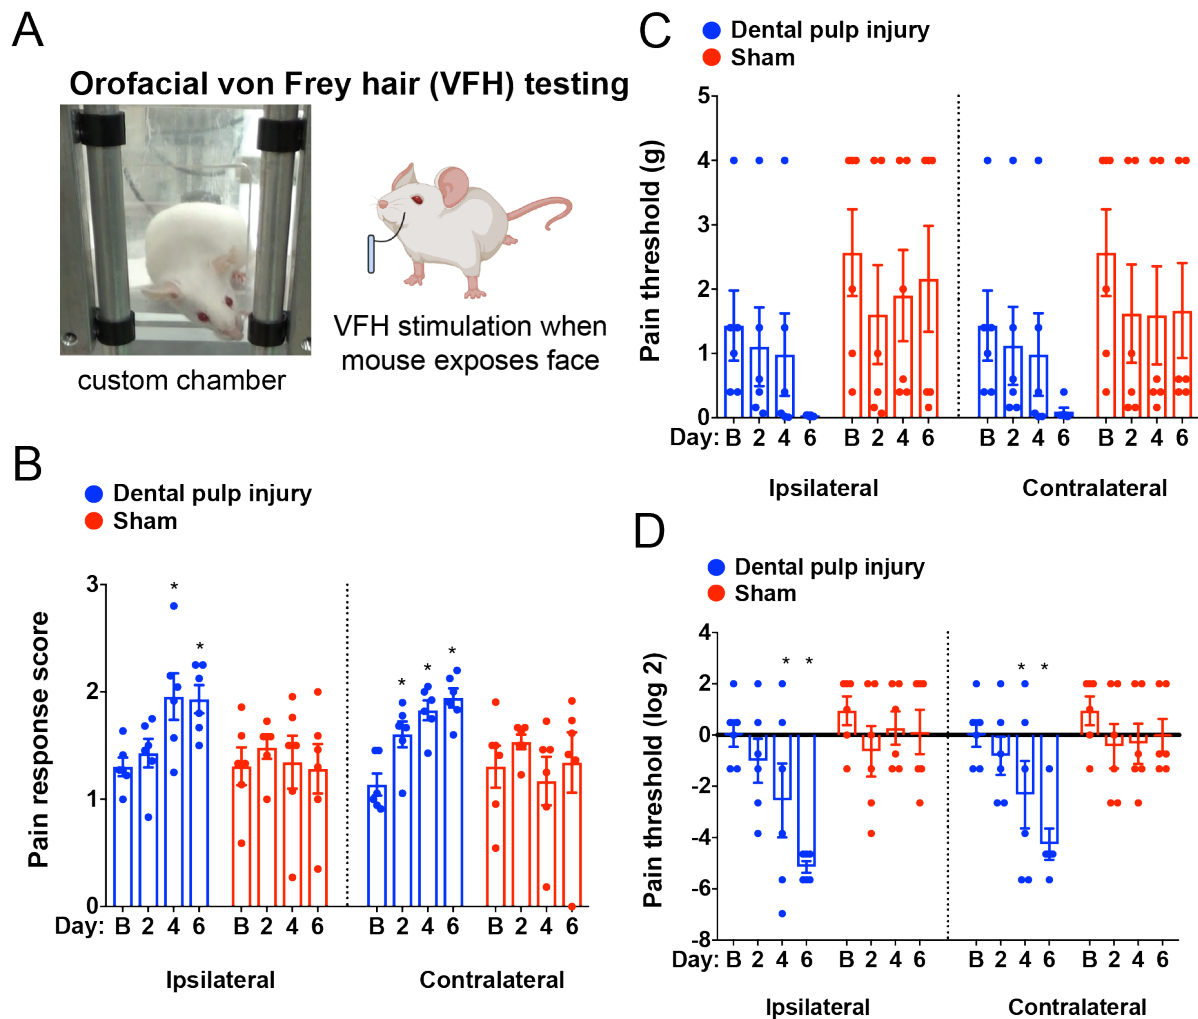 A
Orofacial von Frey hair (VFH) testing
custom chamber
VFH stimulation when
mouse exposes face
B
Dental pulp injury
Sham
Pain response score
3
*
*
*
*
*
2
1
0
Day: B 2 4 6 B 2 4 6 B 2 4 6 B 2 4 6
Ipsilateral Contralateral
C
Dental pulp injury
Sham
Pain threshold (g)
5
4
3
2
1
0
Day: B 2 4 6 B 2 4 6 B 2 4 6 B 2 4 6
Ipsilateral Contralateral
D
Dental pulp injury
Sham
Pain threshold (log 2)
4
* * * *
2
0
-2
-4
-6
-8
Day: B 2 4 6 B 2 4 6 B 2 4 6 B 2 4 6
Ipsilateral Contralateral